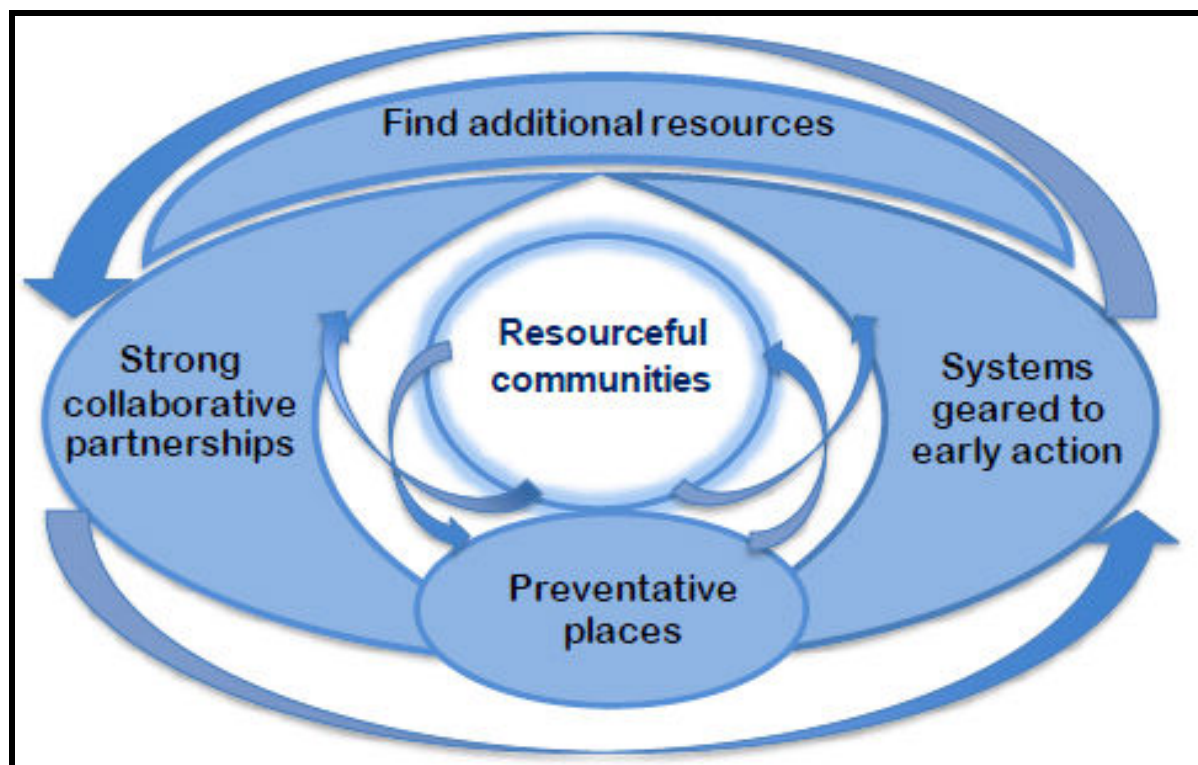 Find additional resources
Resourceful
communities
Strong
collaborative
partnerships
Systems
geared to
early action
Preventative
places